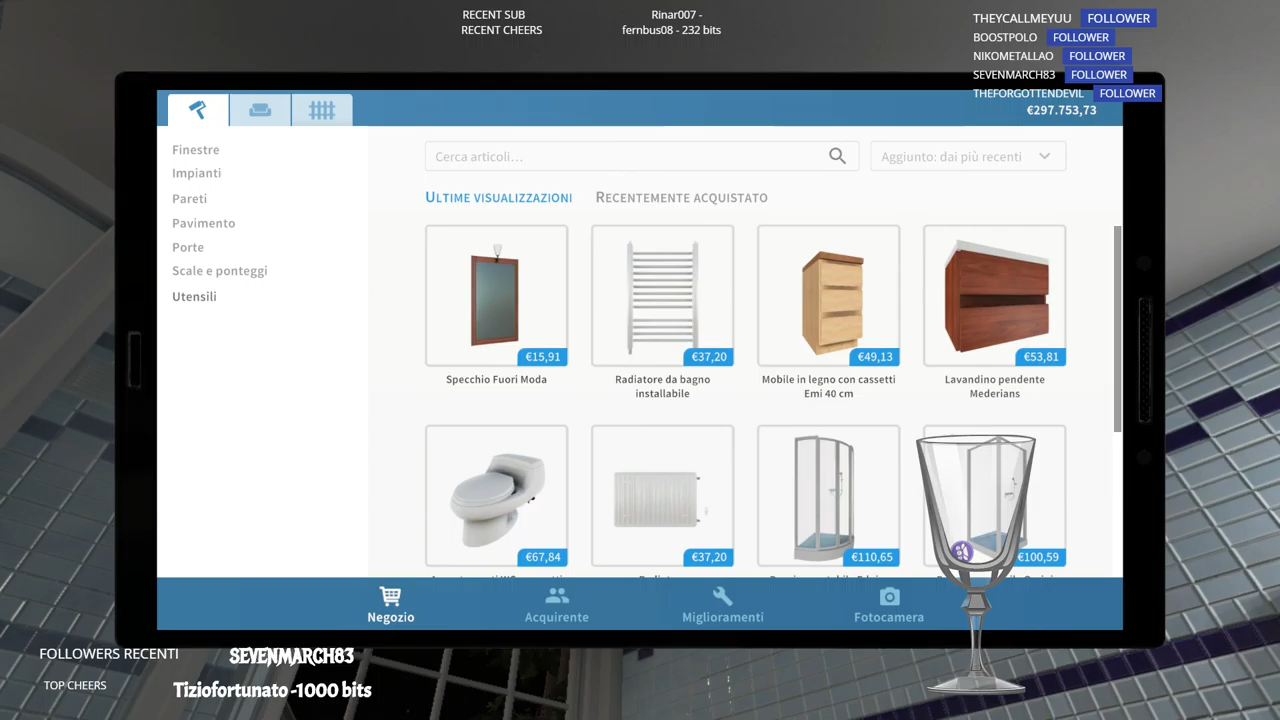 RECENT SUB
Rinar007 -
RECENT CHEERS
fernbus08 - 232 bits
THEYCALLMEYUU FOLLOWER
BOOSTPOLO FOLLOWER
NIKOMETALLAO FOLLOWER
SEVENMARCH83 FOLLOWER
THEFORGOTTENDEVIL FOLLOWER
€297.753,73
Finestre
Impianti
Pareti
Pavimento
Porte
Scale e ponteggi
Utensili
Cerca articoli...
Aggiunto: dai più recenti
ULTIME VISUALIZZAZIONI
RECENTEMENTE ACQUISTATO
€15,91
€37,20
€49,13
€53,81
Specchio Fuori Moda
Radiatore da bagno
installabile
Mobile in legno con cassetti
Emi 40 cm
Lavandino pendente
Mederians
€67,84
€37,20
€110,65
€100,59
Negozio
Acquirente
Miglioramenti
Fotocamera
FOLLOWERS RECENTI
SEVENMARCH83
TOP CHEERS
Tiziofortunato -1000 bits